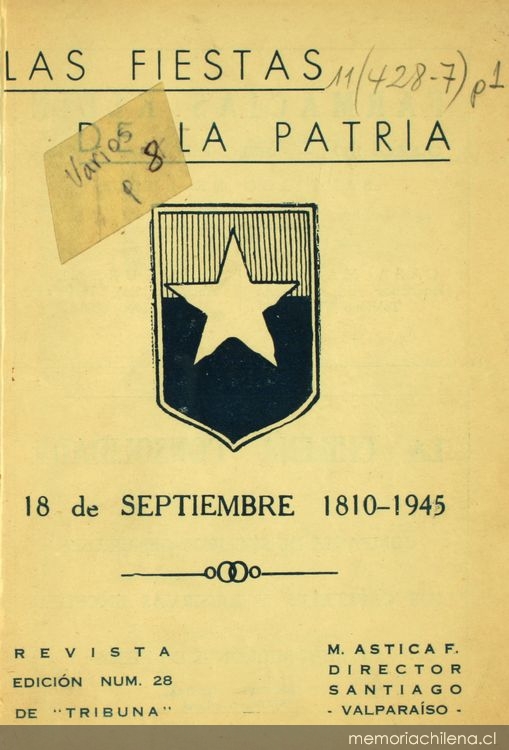 LAS FIESTAS
11(428-7) p1
DE LA PATRIA
Varios
p 8
18 de SEPTIEMBRE 1810-1945
REVISTA
EDICIÓN NUM. 28
DE "TRIBUNA"
M. ASTICA F.
DIRECTOR
SANTIAGO
- VALPARAÍSO -
memoriachilena.cl